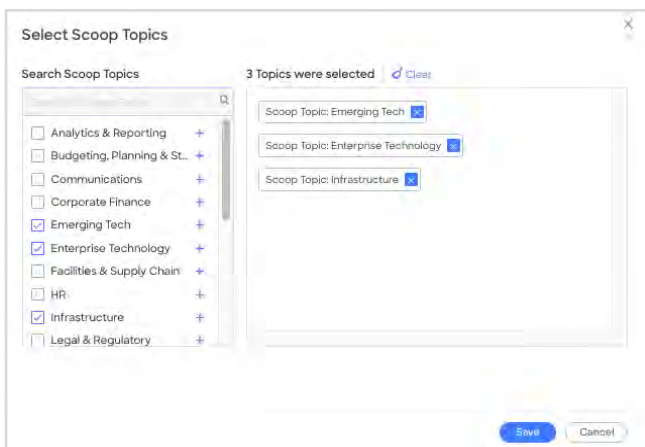 Select Scoop Topics
Search Scoop Topics
3 Topics were selected
Clear
Analytics & Reporting
Budgeting, Planning & St...
Communications
Corporate Finance
Emerging Tech
Enterprise Technology
Facilities & Supply Chain
HR
Infrastructure
Legal & Regulatory
Scoop Topic: Emerging Tech
Scoop Topic: Enterprise Technology
Scoop Topic: Infrastructure
Save
Cancel